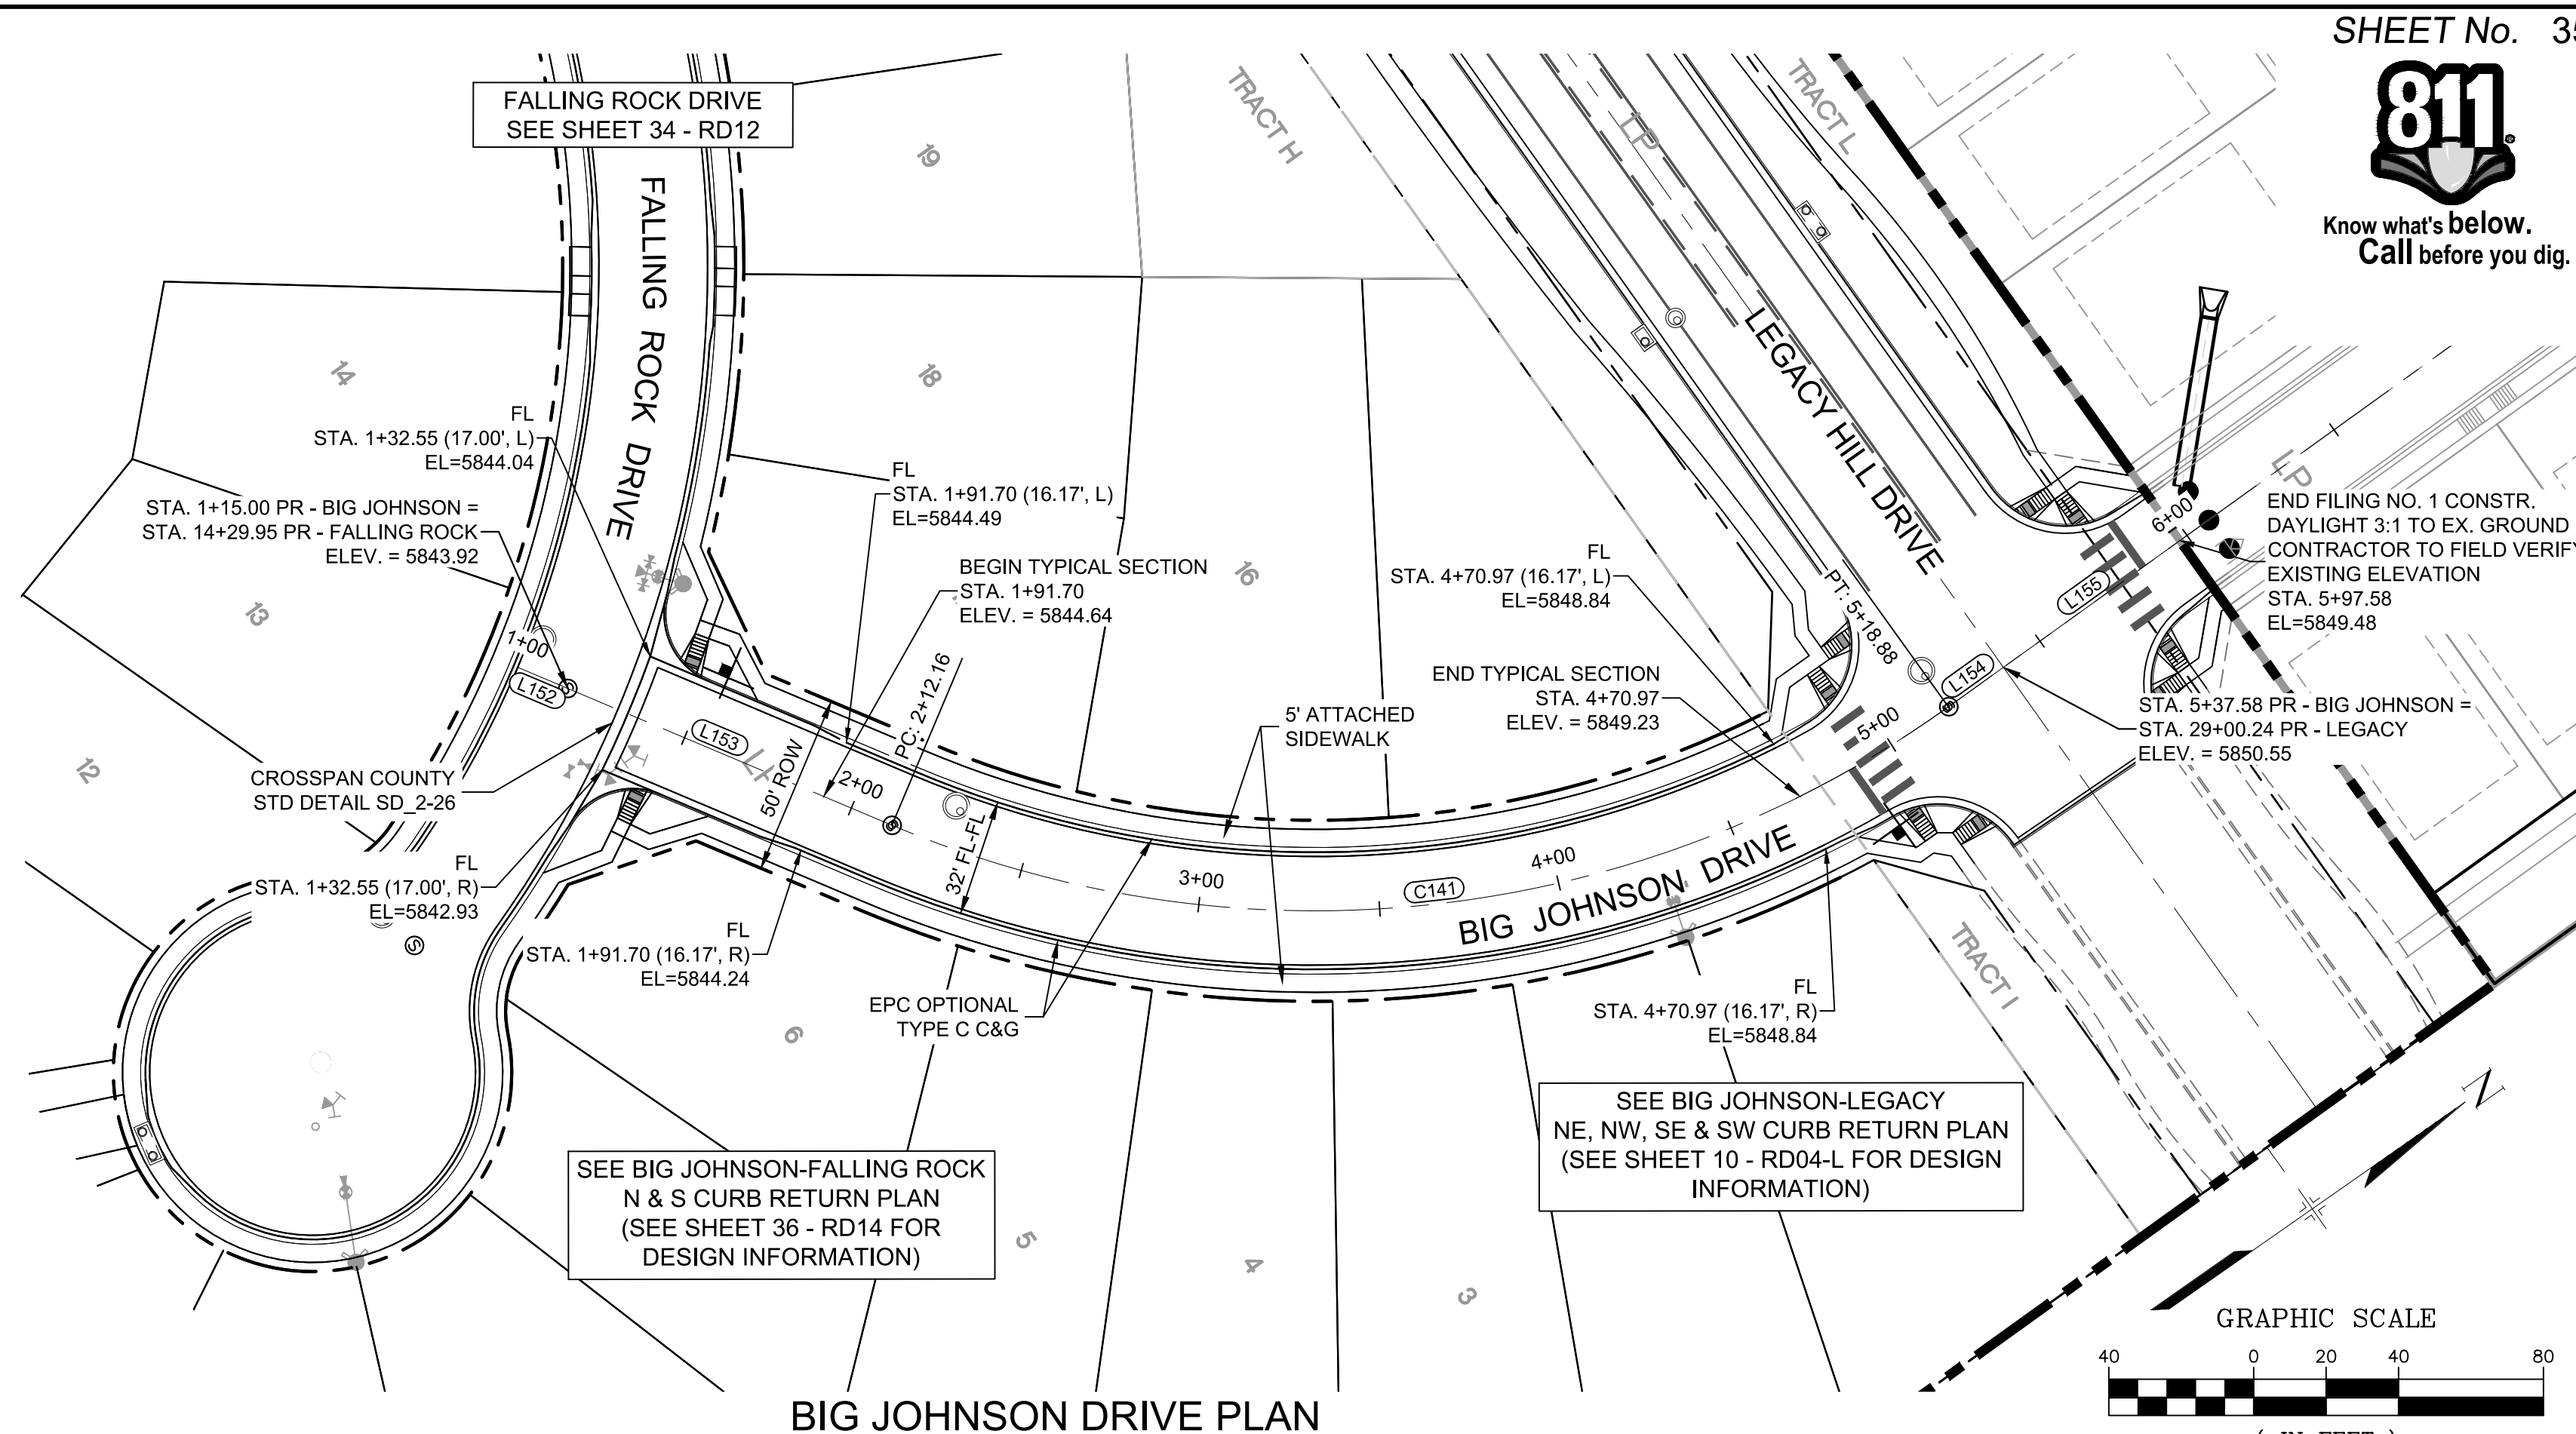 SHEET No. 35
811
Know what's below.
Call before you dig.
FALLING ROCK DRIVE
SEE SHEET 34 - RD12
FALLING ROCK DRIVE
19
TRACT H
LP
TRACT L
LEGACY HILL DRIVE
14
18
16
13
12
FL
STA. 1+32.55 (17.00', L)
EL=5844.04
STA. 1+15.00 PR - BIG JOHNSON =
STA. 14+29.95 PR - FALLING ROCK
ELEV. = 5843.92
FL
STA. 1+91.70 (16.17', L)
EL=5844.49
BEGIN TYPICAL SECTION
STA. 1+91.70
ELEV. = 5844.64
FL
STA. 4+70.97 (16.17', L)
EL=5848.84
PT: 5+18.88
LP
6+00
L155
END FILING NO. 1 CONSTR.
DAYLIGHT 3:1 TO EX. GROUND
CONTRACTOR TO FIELD VERIFY
EXISTING ELEVATION
STA. 5+97.58
EL=5849.48
1+00
L152
L153
PC: 2+12.16
50' ROW
2+00
32' FL-FL
5' ATTACHED
SIDEWALK
END TYPICAL SECTION
STA. 4+70.97
ELEV. = 5849.23
5+00
L154
STA. 5+37.58 PR - BIG JOHNSON =
STA. 29+00.24 PR - LEGACY
ELEV. = 5850.55
CROSSPAN COUNTY
STD DETAIL SD_2-26
FL
STA. 1+32.55 (17.00', R)
EL=5842.93
S
3+00
C141
4+00
BIG JOHNSON DRIVE
FL
STA. 1+91.70 (16.17', R)
EL=5844.24
EPC OPTIONAL
TYPE C C&G
FL
STA. 4+70.97 (16.17', R)
EL=5848.84
TRACT I
6
5
4
3
SEE BIG JOHNSON-FALLING ROCK
N & S CURB RETURN PLAN
(SEE SHEET 36 - RD14 FOR
DESIGN INFORMATION)
SEE BIG JOHNSON-LEGACY
NE, NW, SE & SW CURB RETURN PLAN
(SEE SHEET 10 - RD04-L FOR DESIGN
INFORMATION)
N
GRAPHIC SCALE
40 0 20 40 80
( IN FEET )
BIG JOHNSON DRIVE PLAN